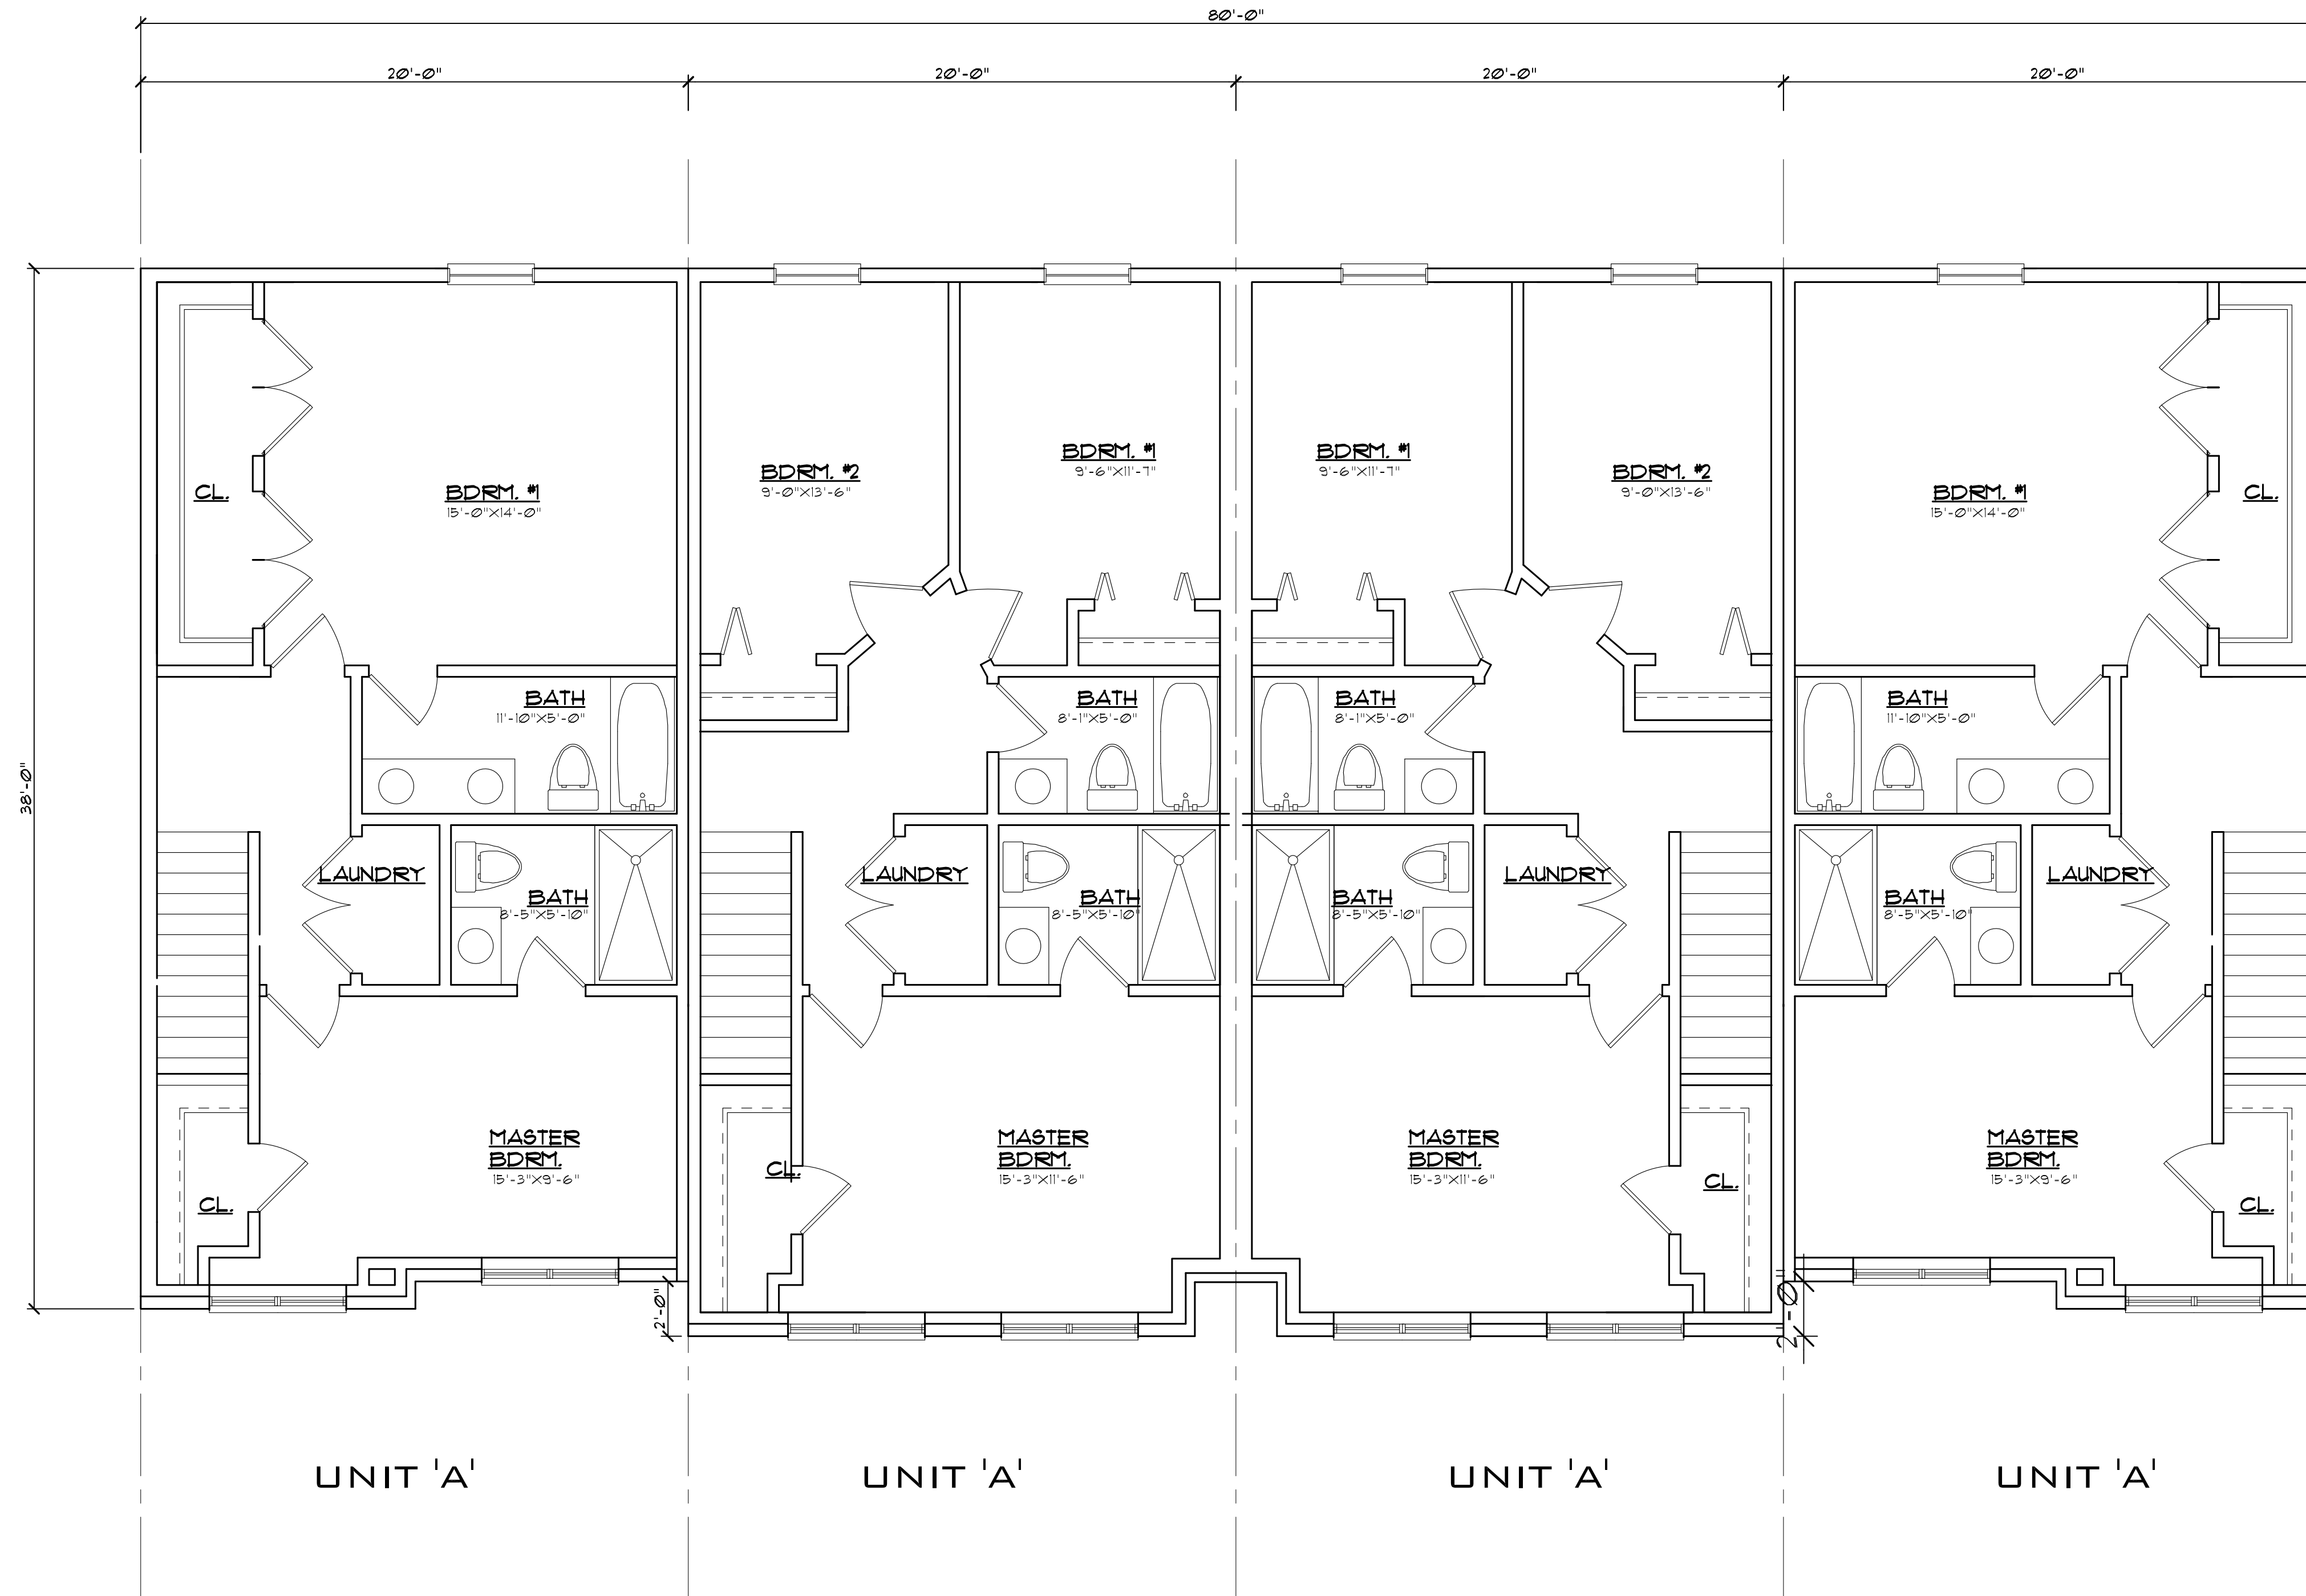 80'-0"
20'-0"
20'-0"
20'-0"
20'-0"
38'-0"
CL.
BDRM. #1
15'-0"X14'-0"
BDRM. #2
9'-0"X13'-6"
BDRM. #1
9'-6"X11'-7"
BDRM. #1
9'-6"X11'-7"
BDRM. #2
9'-0"X13'-6"
BDRM. #1
15'-0"X14'-0"
CL.
BATH
11'-10"X5'-0"
BATH
8'-1"X5'-0"
BATH
8'-1"X5'-0"
BATH
11'-10"X5'-0"
LAUNDRY
BATH
8'-5"X5'-10"
LAUNDRY
BATH
8'-5"X5'-10"
BATH
8'-5"X5'-10"
LAUNDRY
BATH
8'-5"X5'-10"
LAUNDRY
CL.
MASTER
BDRM.
15'-3"X9'-6"
CL.
MASTER
BDRM.
15'-3"X11'-6"
MASTER
BDRM.
15'-3"X11'-6"
CL.
MASTER
BDRM.
15'-3"X9'-6"
CL.
2'-0"
2'-0"
UNIT 'A'
UNIT 'A'
UNIT 'A'
UNIT 'A'